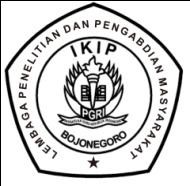 LEMBAGA PENELITIAN DAN PENGABDIAN MASYARAKAT
IKIP
PGRI
BOJONEGORO